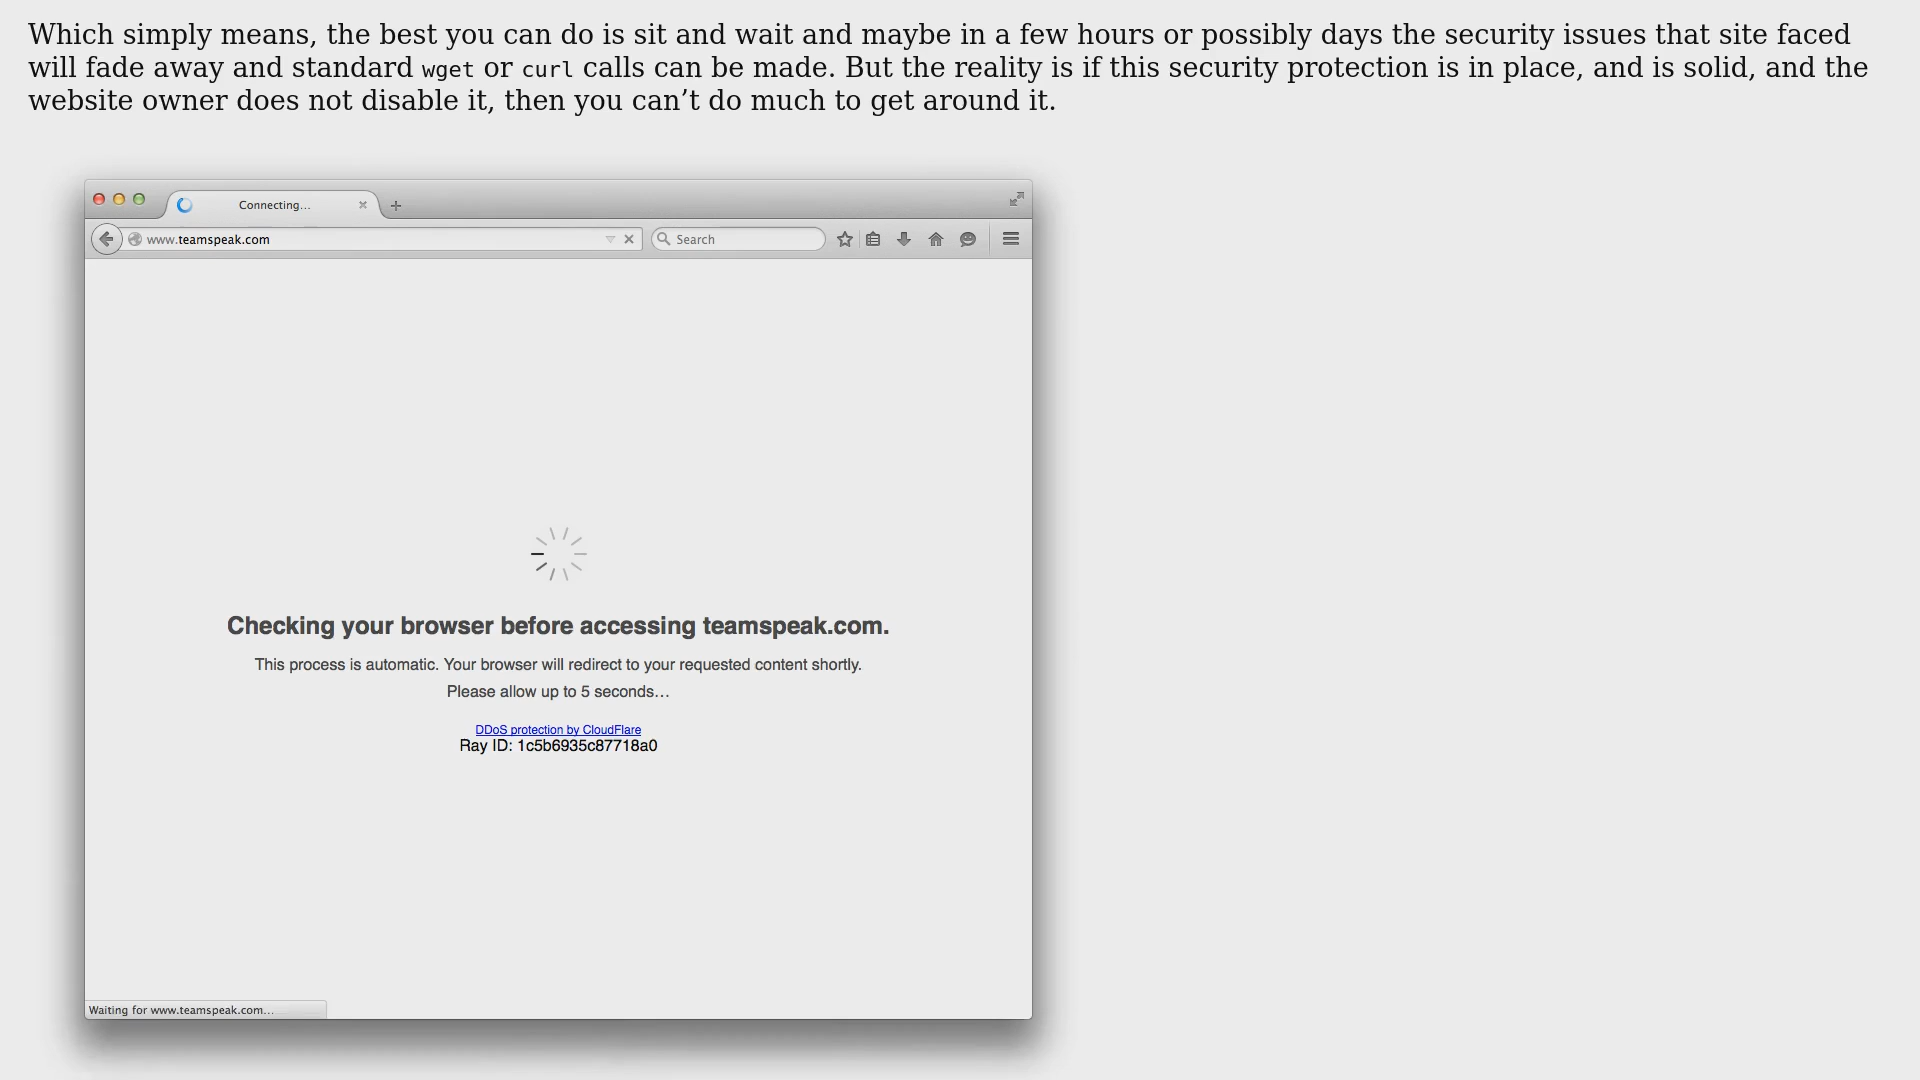 Which simply means, the best you can do is sit and wait and maybe in a few hours or possibly days the security issues that site faced
will fade away and standard wget or curl calls can be made. But the reality is if this security protection is in place, and is solid, and the
website owner does not disable it, then you can’t do much to get around it.
Connecting...
www.teamspeak.com
Search
Checking your browser before accessing teamspeak.com.
This process is automatic. Your browser will redirect to your requested content shortly.
Please allow up to 5 seconds…
DDoS protection by CloudFlare
Ray ID: 1c5b6935c87718a0
Waiting for www.teamspeak.com...